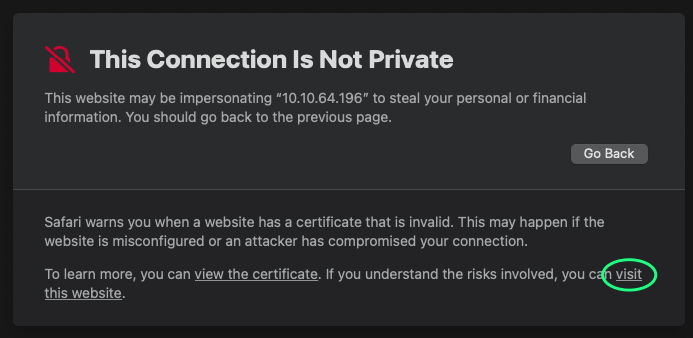 This Connection Is Not Private
This website may be impersonating “10.10.64.196” to steal your personal or financial
information. You should go back to the previous page.
Go Back
Safari warns you when a website has a certificate that is invalid. This may happen if the
website is misconfigured or an attacker has compromised your connection.
To learn more, you can view the certificate. If you understand the risks involved, you can visit
this website.